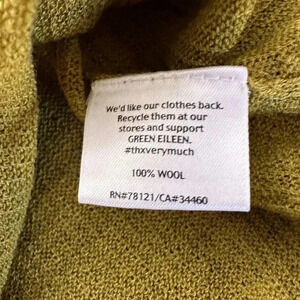 We'd like our clothes back.
Recycle them at our
stores and support
GREEN EILEEN.
#thxverymuch
100% WOOL
RN#78121/CA#34460